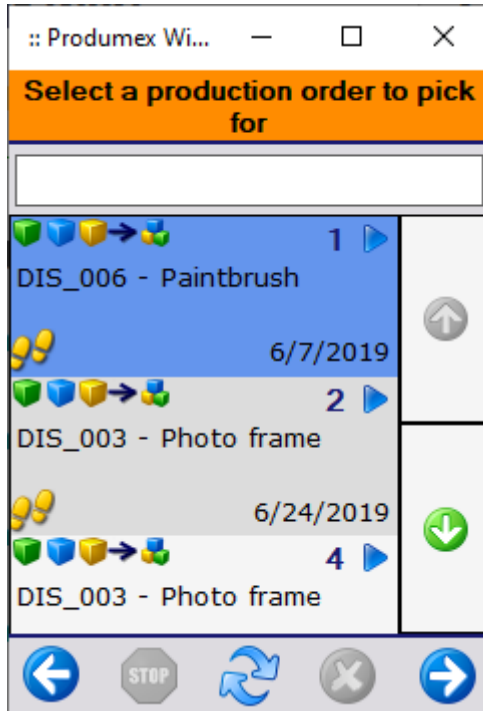 :: Produmex Wi...
Select a production order to pick
for
1
DIS_006 - Paintbrush
6/7/2019
2
DIS_003 - Photo frame
6/24/2019
4
DIS_003 - Photo frame
STOP